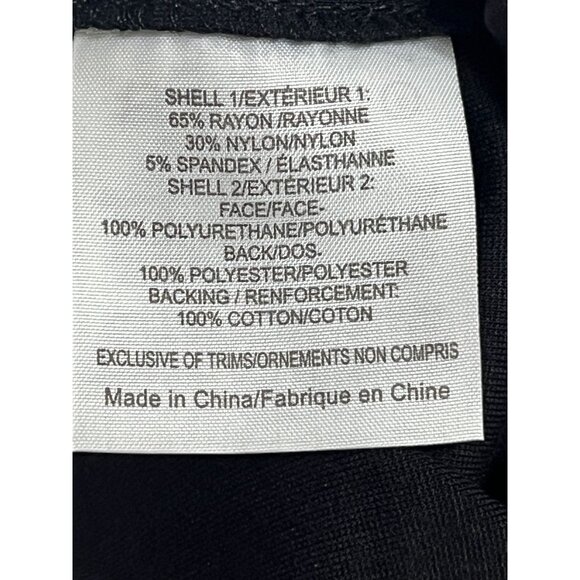 SHELL 1/EXTÉRIEUR 1:
65% RAYON /RAYONNE
30% NYLON/NYLON
5% SPANDEX / ÉLASTHANNE
SHELL 2/EXTÉRIEUR 2:
FACE/FACE-
100% POLYURETHANE/POLYURÉTHANE
BACK/DOS-
100% POLYESTER/POLYESTER
BACKING / RENFORCEMENT:
100% COTTON/COTON
EXCLUSIVE OF TRIMS/ORNEMENTS NON COMPRIS
Made in China/Fabrique en Chine